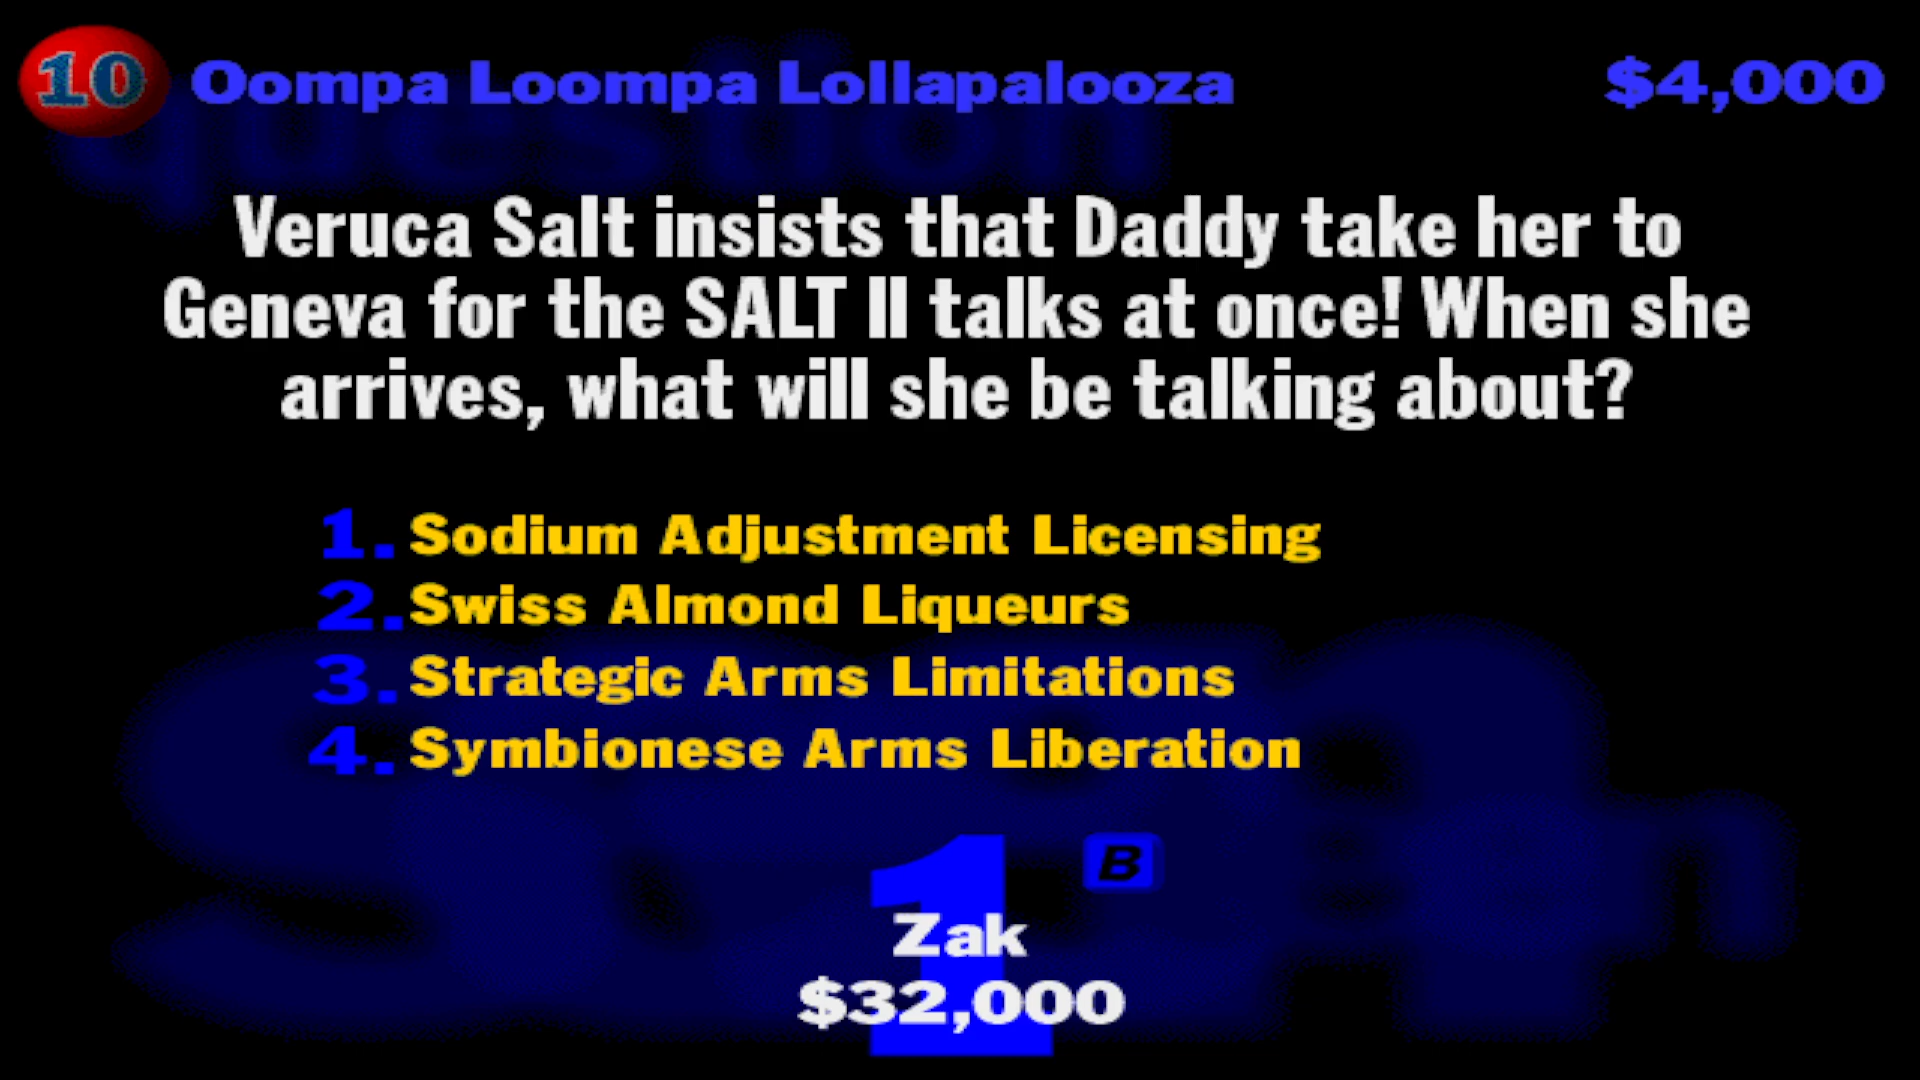 10 Oompa Loompa Lollapalooza $4,000
question
Veruca Salt insists that Daddy take her to
Geneva for the SALT II talks at once! When she
arrives, what will she be talking about?
1. Sodium Adjustment Licensing
2. Swiss Almond Liqueurs
3. Strategic Arms Limitations
4. Symbionese Arms Liberation
1 B
Zak
$32,000